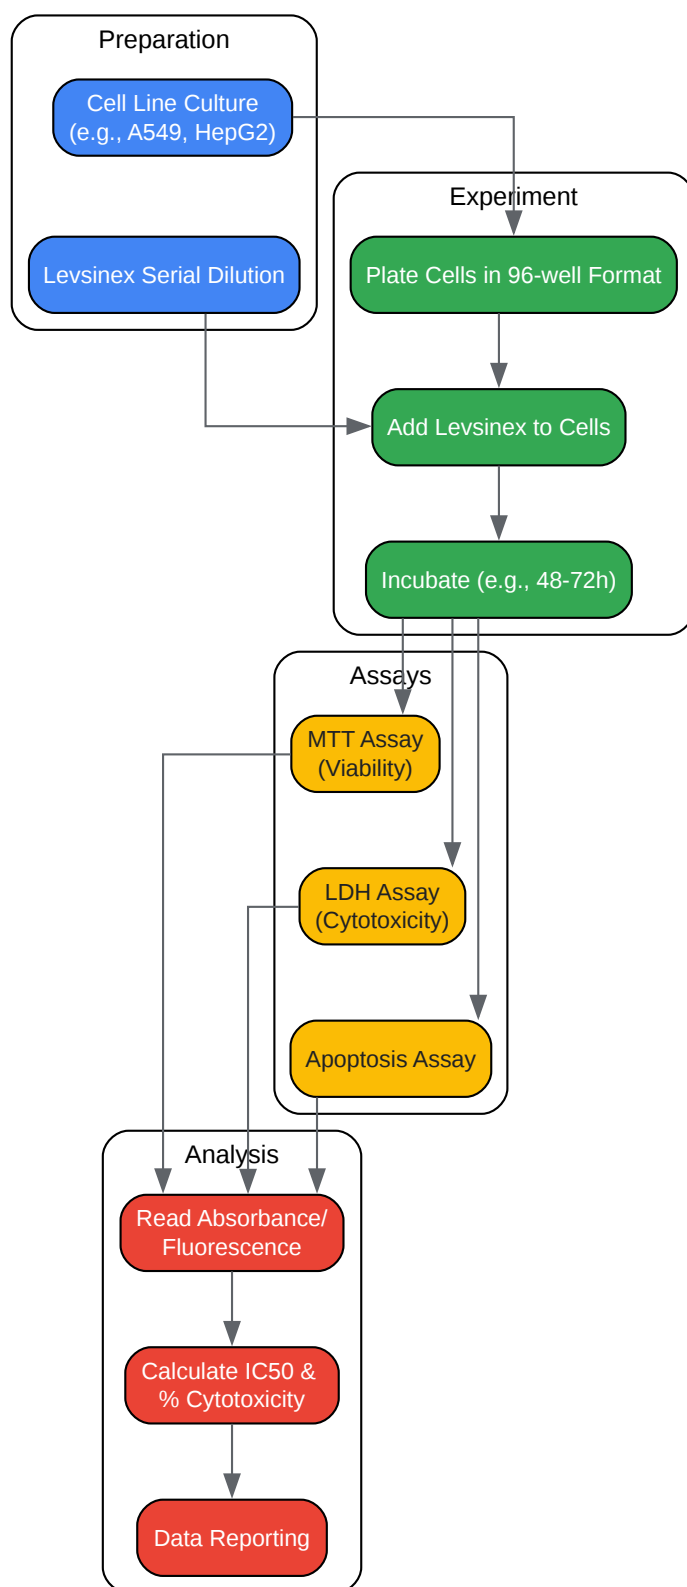 Preparation
Cell Line Culture
(e.g., A549, HepG2)
Levsinex Serial Dilution
Experiment
Plate Cells in 96-well Format
Add Levsinex to Cells
Incubate (e.g., 48-72h)
Assays
MTT Assay
(Viability)
LDH Assay
(Cytotoxicity)
Apoptosis Assay
Analysis
Read Absorbance/
Fluorescence
Calculate IC50 &
% Cytotoxicity
Data Reporting